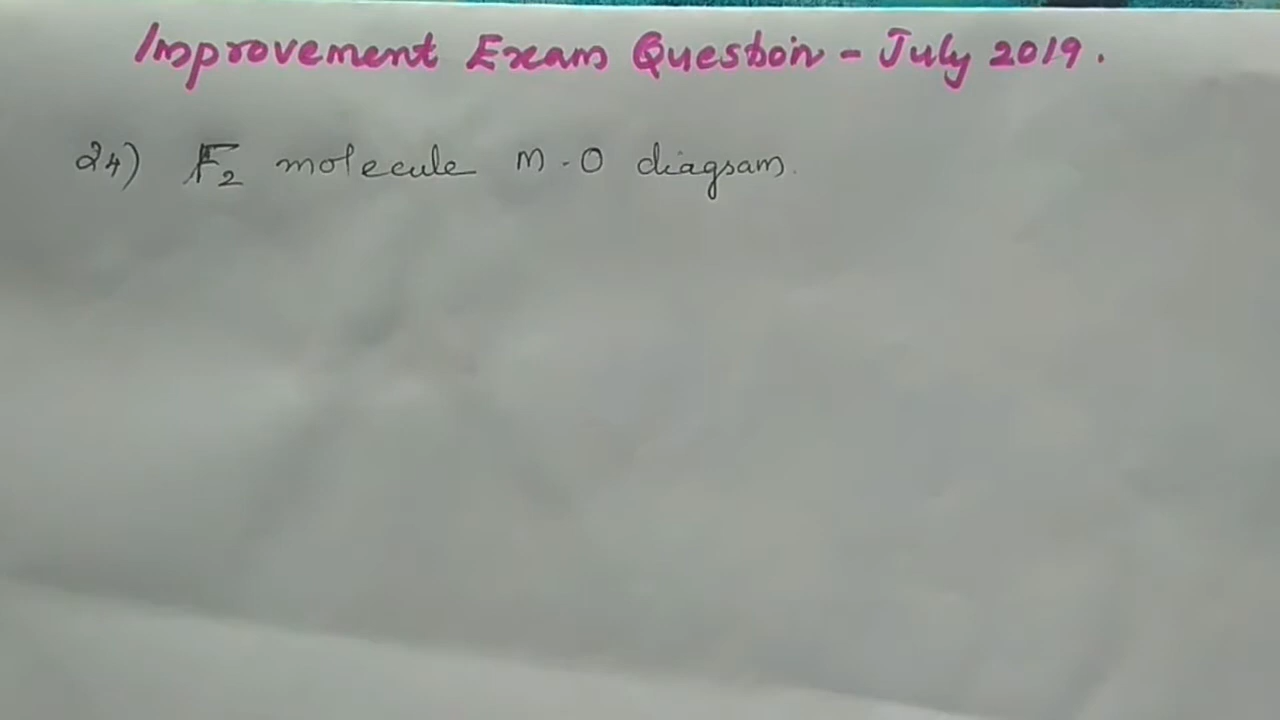 Improvement Exam Question - July 2019.
24) F₂ molecule M.O diagram.